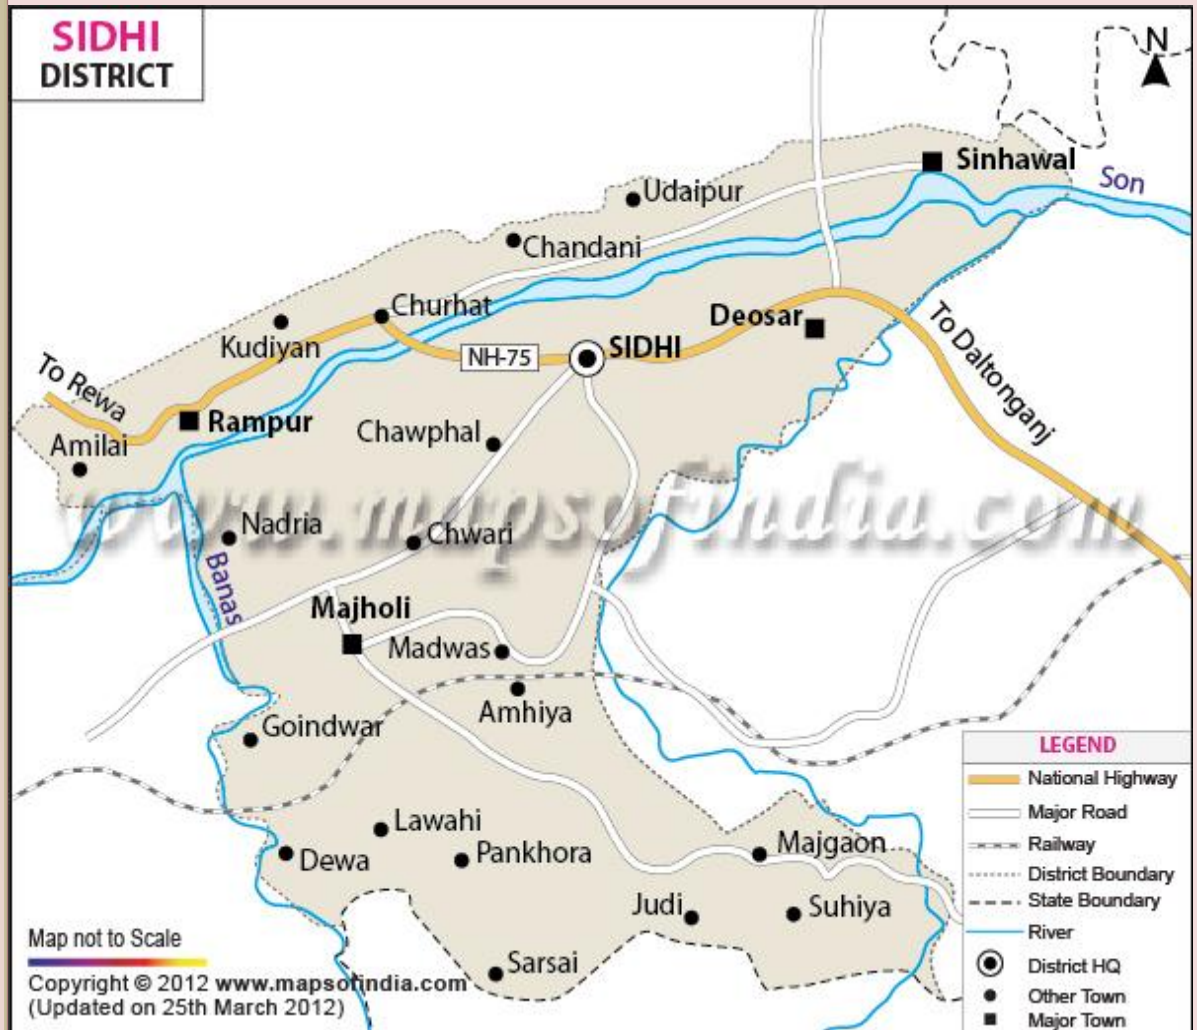 SIDHI
DISTRICT
N
Sinhawal
Son
Udaipur
Chandani
Churhat
Kudiyan
Deosar
SIDHI
NH-75
To Daltonganj
To Rewa
Rampur
Amilai
Chawphal
www.mapsofindia.com
Nadria
Chwari
Banas
Majholi
Madwas
Amhiya
Goindwar
Lawahi
Dewa
Pankhora
Majgaon
Judi
Suhiya
Sarsai
LEGEND
National Highway
Major Road
Railway
District Boundary
State Boundary
River
District HQ
Other Town
Major Town
Map not to Scale
Copyright © 2012 www.mapsofindia.com
(Updated on 25th March 2012)